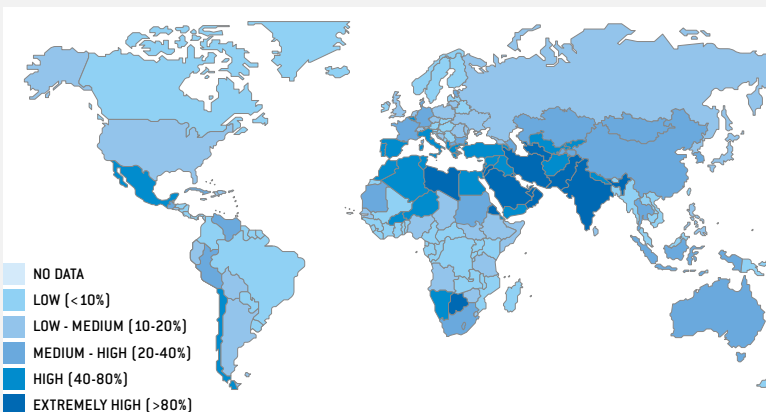 NO DATA
LOW (<10%)
LOW - MEDIUM (10-20%)
MEDIUM - HIGH (20-40%)
HIGH (40-80%)
EXTREMELY HIGH (>80%)